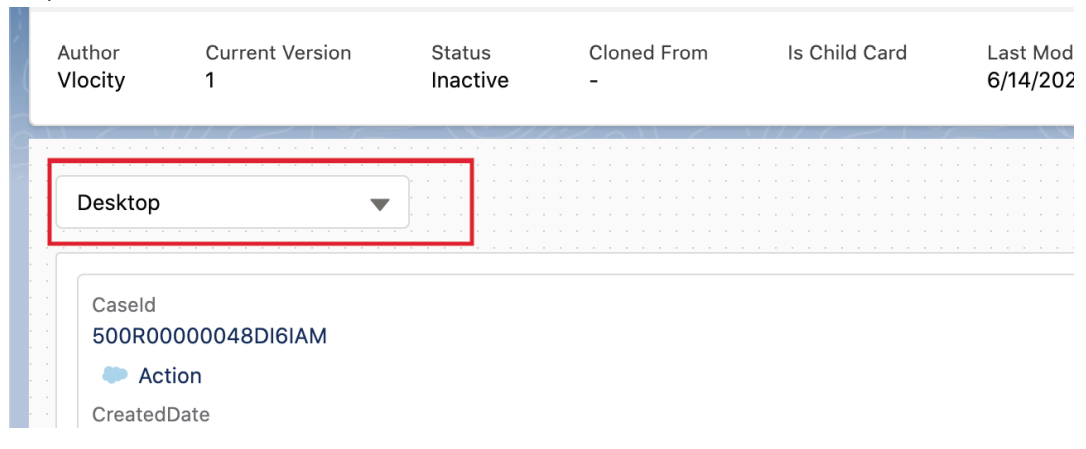 Author Current Version Status Cloned From Is Child Card Last Mod
Vlocity 1 Inactive - 6/14/202
Desktop
CaseId
500R00000048DI6IAM
Action
CreatedDate